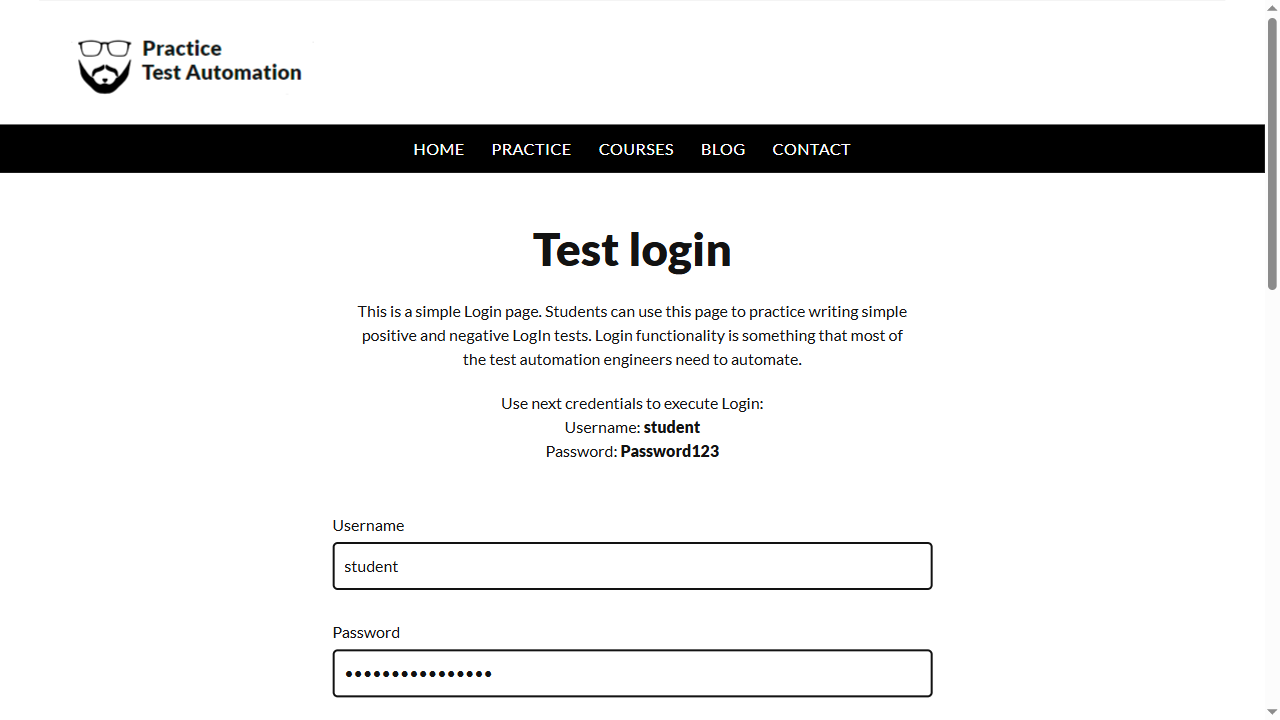 Practice
Test Automation
HOME PRACTICE COURSES BLOG CONTACT
Test login
This is a simple Login page. Students can use this page to practice writing simple
positive and negative LogIn tests. Login functionality is something that most of
the test automation engineers need to automate.
Use next credentials to execute Login:
Username: student
Password: Password123
Username
student
Password
••••••••••••••••